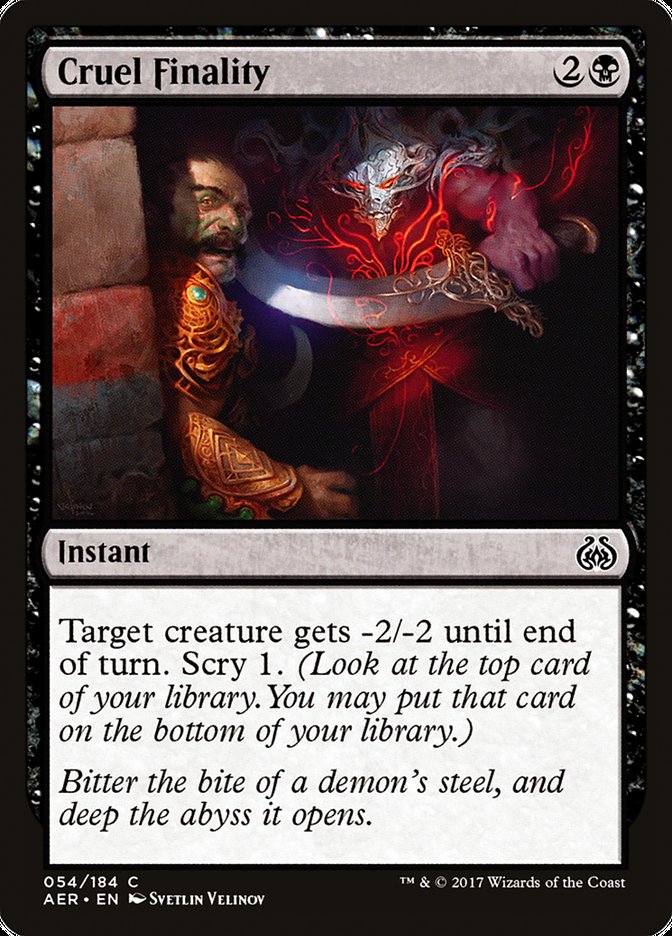 Cruel Finality 2
Instant
Target creature gets -2/-2 until end
of turn. Scry 1. (Look at the top card
of your library. You may put that card
on the bottom of your library.)
Bitter the bite of a demon's steel, and
deep the abyss it opens.
054/184 C
™ & © 2017 Wizards of the Coast
AER • EN Svetlin Velinov